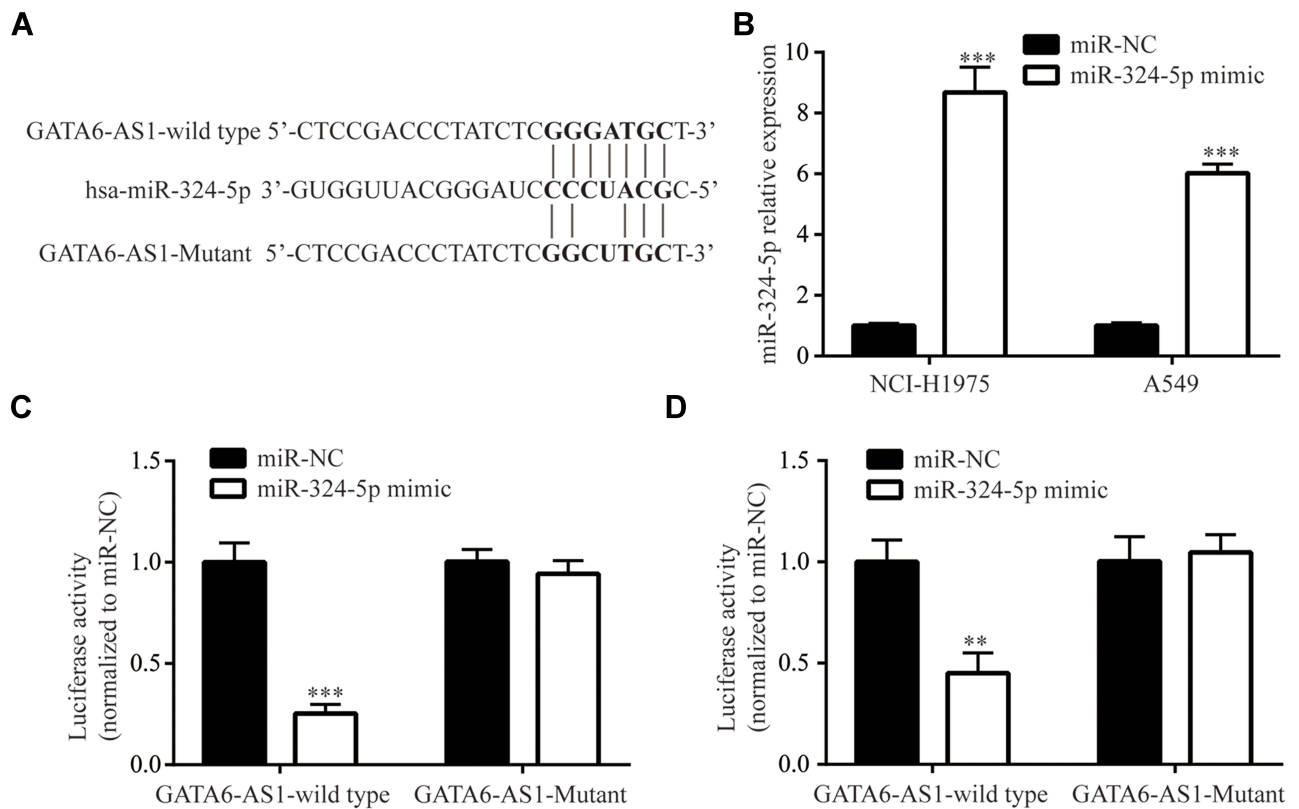 A
GATA6-AS1-wild type 5’-CTCCGACCCTATCTCGGGATGCT-3’
hsa-miR-324-5p 3’-GUGGUUACGGGAUCCCCUACGC-5’
GATA6-AS1-Mutant 5’-CTCCGACCCTATCTCGGCUTGCT-3’
B
miR-NC
miR-324-5p mimic
miR-324-5p relative expression
10
8
6
4
2
0
***
***
NCI-H1975
A549
C
miR-NC
miR-324-5p mimic
Luciferase activity
(normalized to miR-NC)
1.5
1.0
0.5
0.0
***
GATA6-AS1-wild type
GATA6-AS1-Mutant
D
miR-NC
miR-324-5p mimic
Luciferase activity
(normalized to miR-NC)
1.5
1.0
0.5
0.0
**
GATA6-AS1-wild type
GATA6-AS1-Mutant